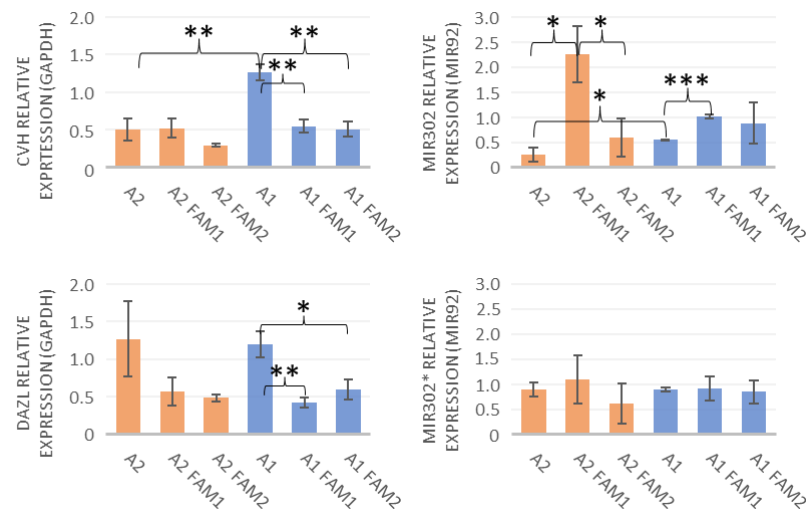 CVH RELATIVE
EXPRTESSION (GAPDH)
2.0
1.5
1.0
0.5
0
**
**
**
A2
A2 FAM1
A2 FAM2
A1
A1 FAM1
A1 FAM2
MIR302 RELATIVE
EXPRESSION (MIR92)
3.0
2.5
2.0
1.5
1.0
0.5
0
*
*
*
***
A2
A2 FAM1
A2 FAM2
A1
A1 FAM1
A1 FAM2
DAZL RELATIVE
EXPRESSION (GAPDH)
2.0
1.5
1.0
0.5
0
*
**
A2
A2 FAM1
A2 FAM2
A1
A1 FAM1
A1 FAM2
MIR302* RELATIVE
EXPRESSION (MIR92)
3.0
2.5
2.0
1.5
1.0
0.5
0
A2
A2 FAM1
A2 FAM2
A1
A1 FAM1
A1 FAM2